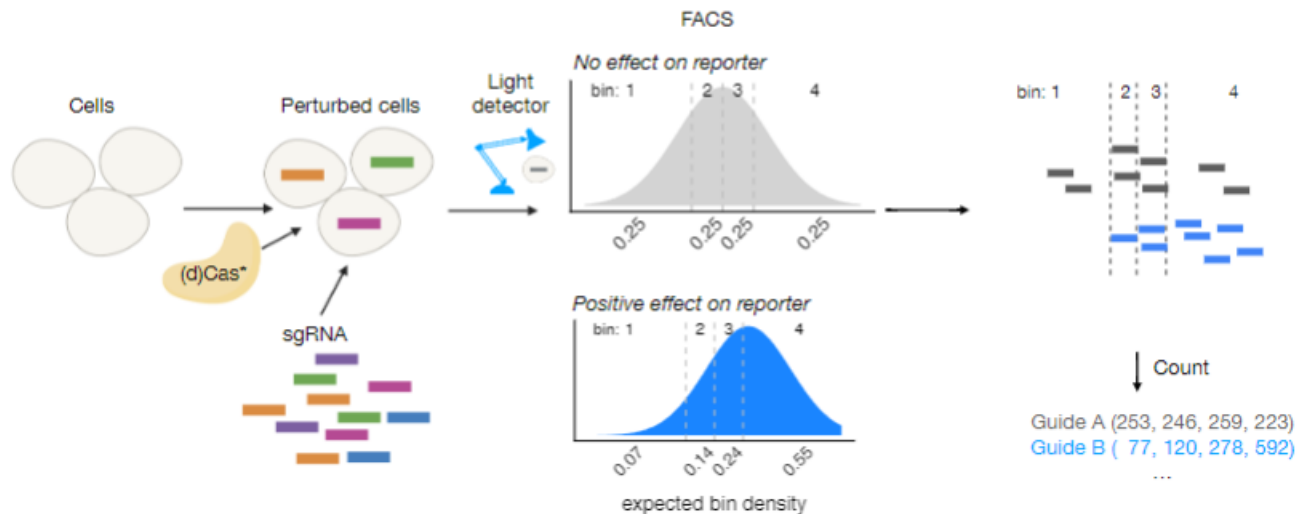 FACS
No effect on reporter
bin: 1 2 3 4
0.25 0.25 0.25 0.25
Cells
Perturbed cells
Light
detector
(d)Cas*
sgRNA
Positive effect on reporter
bin: 1 2 3 4
0.07 0.14 0.24 0.55
expected bin density
bin: 1 2 3 4
Count
Guide A (253, 246, 259, 223)
Guide B ( 77, 120, 278, 592)
...